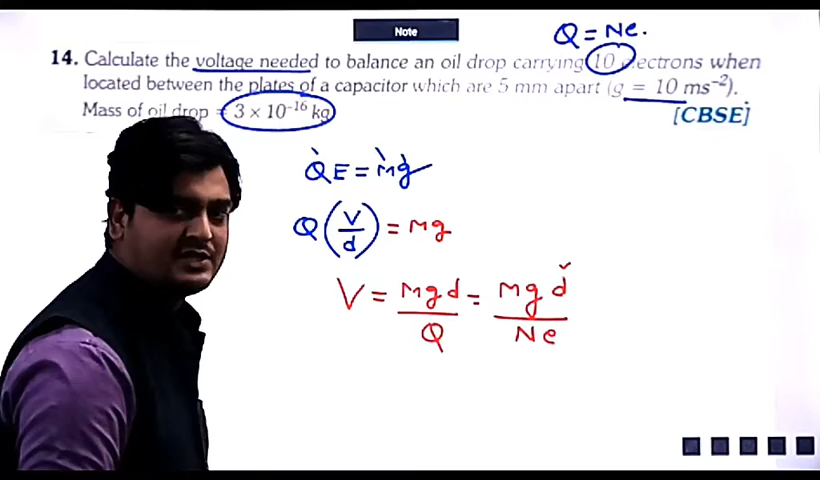 Note
Q = Ne.
14. Calculate the voltage needed to balance an oil drop carrying 10 electrons when
located between the plates of a capacitor which are 5 mm apart (g = 10 ms⁻²).
Mass of oil drop = 3 × 10⁻¹⁶ kg
[CBSE]
QE = Mg
Q(V/d) = Mg
V = Mgd/Q = Mgd/Ne